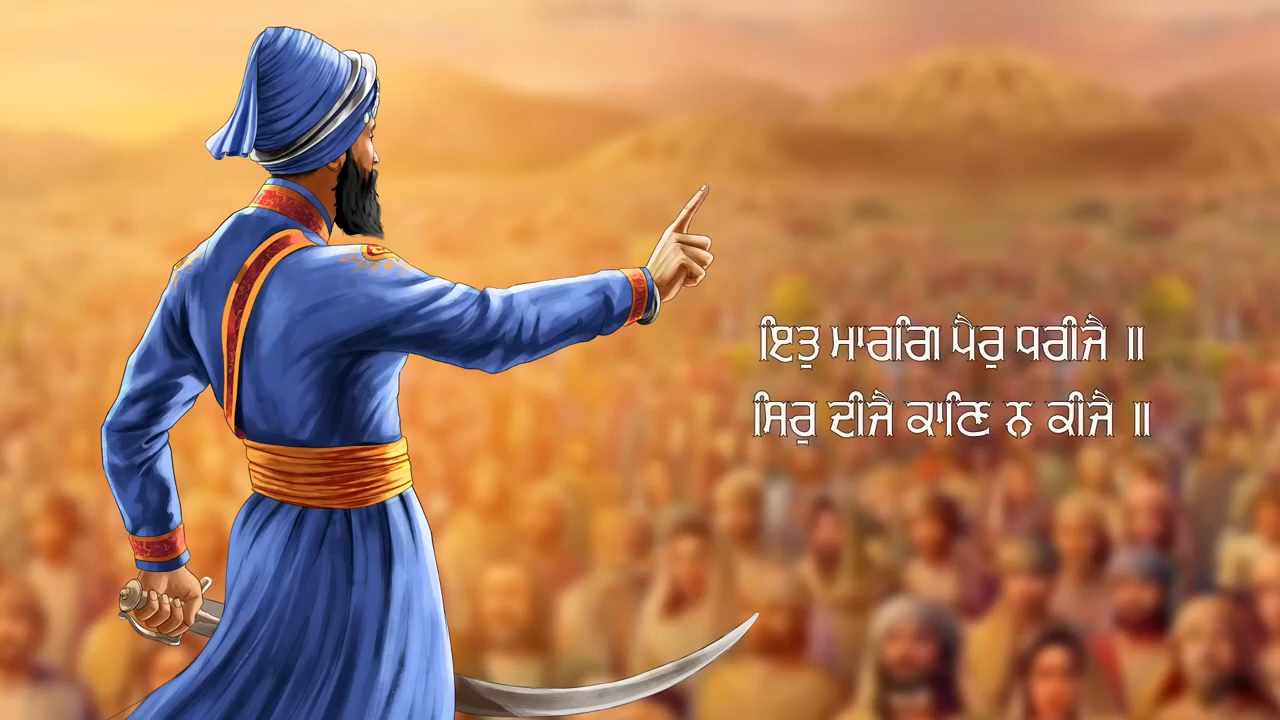 ਇਤੁ ਮਾਰਗਿ ਪੈਰੁ ਧਰੀਜੈ ॥
ਸਿਰੁ ਦੀਜੈ ਕਾਣਿ ਨ ਕੀਜੈ ॥